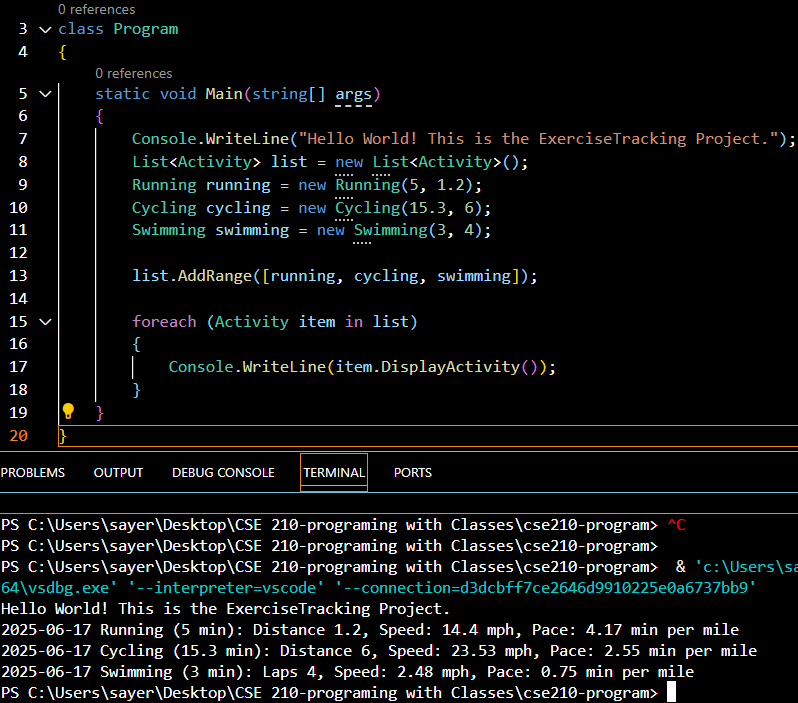 0 references
3 class Program
4 {
0 references
5 static void Main(string[] args)
6 {
7 Console.WriteLine("Hello World! This is the ExerciseTracking Project.");
8 List<Activity> list = new List<Activity>();
9 Running running = new Running(5, 1.2);
10 Cycling cycling = new Cycling(15.3, 6);
11 Swimming swimming = new Swimming(3, 4);
12
13 list.AddRange([running, cycling, swimming]);
14
15 foreach (Activity item in list)
16 {
17 Console.WriteLine(item.DisplayActivity());
18 }
19 }
20 }
PROBLEMS OUTPUT DEBUG CONSOLE TERMINAL PORTS
PS C:\Users\sayer\Desktop\CSE 210-programing with Classes\cse210-program> ^C
PS C:\Users\sayer\Desktop\CSE 210-programing with Classes\cse210-program>
PS C:\Users\sayer\Desktop\CSE 210-programing with Classes\cse210-program> & 'c:\Users\sa
64\vsdbg.exe' '--interpreter=vscode' '--connection=d3dcbff7ce2646d9910225e0a6737bb9'
Hello World! This is the ExerciseTracking Project.
2025-06-17 Running (5 min): Distance 1.2, Speed: 14.4 mph, Pace: 4.17 min per mile
2025-06-17 Cycling (15.3 min): Distance 6, Speed: 23.53 mph, Pace: 2.55 min per mile
2025-06-17 Swimming (3 min): Laps 4, Speed: 2.48 mph, Pace: 0.75 min per mile
PS C:\Users\sayer\Desktop\CSE 210-programing with Classes\cse210-program>